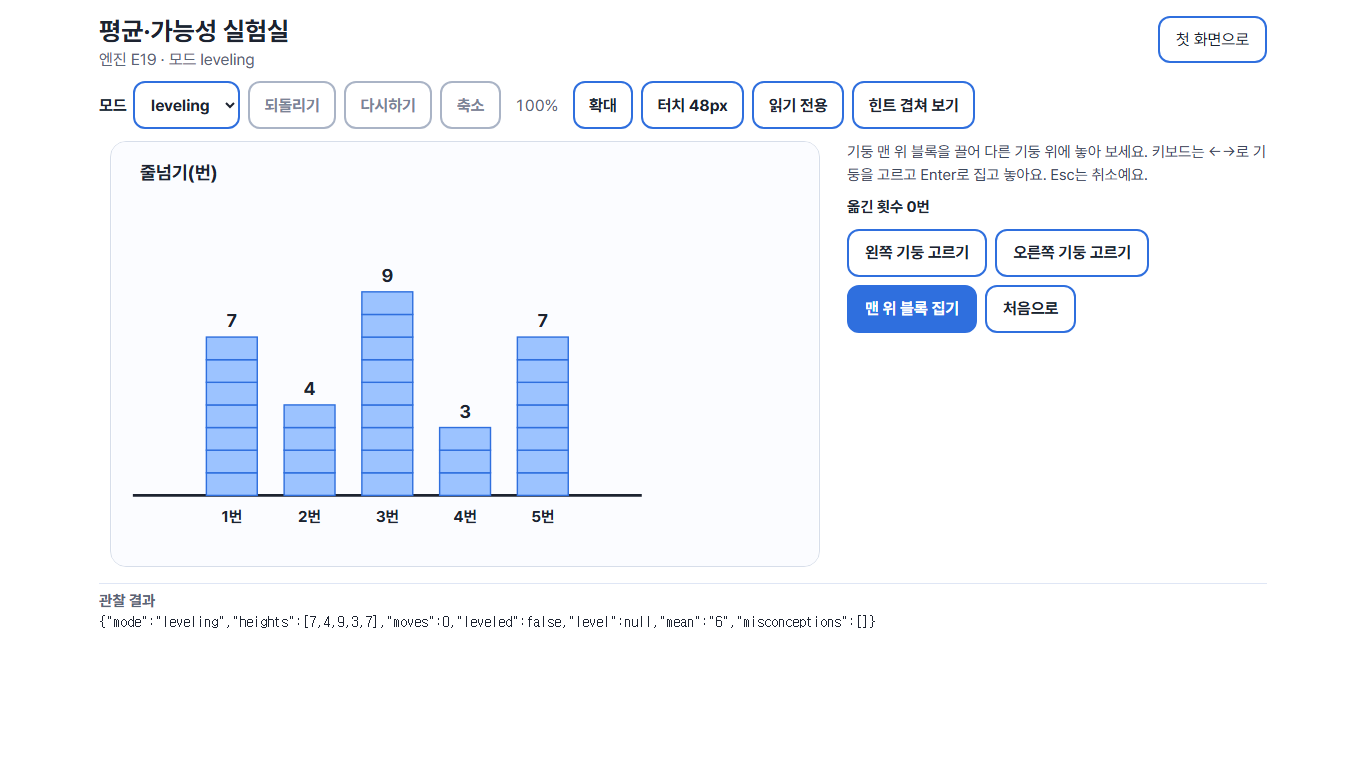 평균·가능성 실험실
엔진 E19 · 모드 leveling
첫 화면으로
모드 leveling 되돌리기 다시하기 축소 100% 확대 터치 48px 읽기 전용 힌트 겹쳐 보기
줄넘기(번)
9
7 7
4
3
1번 2번 3번 4번 5번
기둥 맨 위 블록을 끌어 다른 기둥 위에 놓아 보세요. 키보드는 ←→로 기
둥을 고르고 Enter로 집고 놓아요. Esc는 취소예요.
옮긴 횟수 0번
왼쪽 기둥 고르기 오른쪽 기둥 고르기
맨 위 블록 집기 처음으로
관찰 결과
{"mode":"leveling","heights":[7,4,9,3,7],"moves":0,"leveled":false,"level":null,"mean":"6","misconceptions":[]}